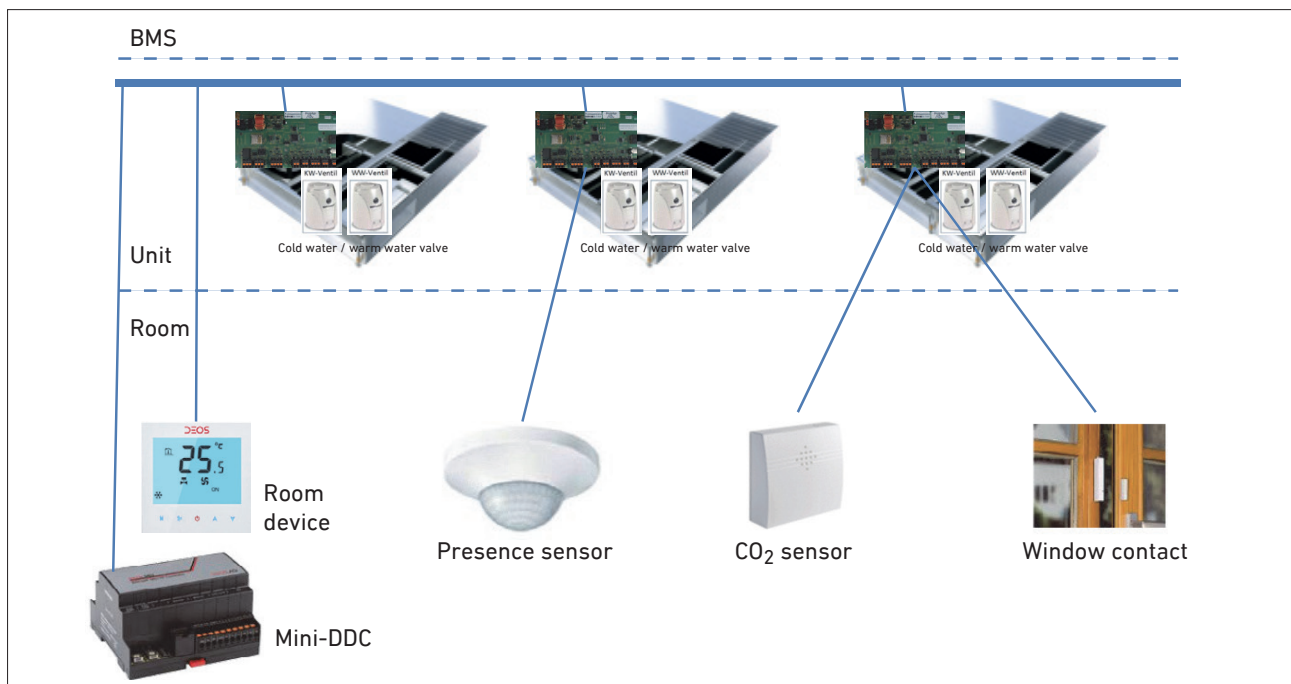 BMS
KW-Ventil WW-Ventil
Cold water / warm water valve
KW-Ventil WW-Ventil
Cold water / warm water valve
KW-Ventil WW-Ventil
Cold water / warm water valve
Unit
Room
DEOS
25.5 °C
ON
Room
device
Presence sensor
CO₂ sensor
Window contact
Mini-DDC